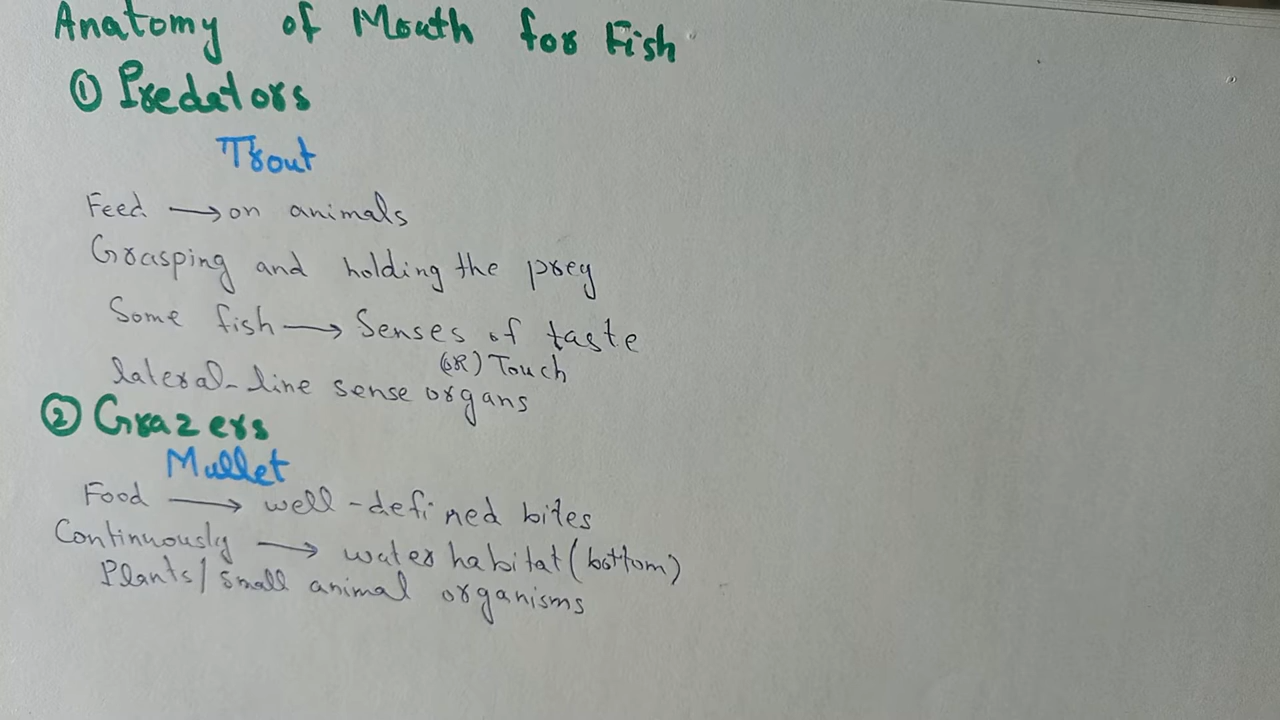 Anatomy of Mouth for Fish
① Predators
Trout
Feed → on animals
Grasping and holding the prey
Some fish → Senses of taste
(OR) Touch
lateral-line sense organs
② Grazers
Mullet
Food → well-defined bites
Continuously → water habitat (bottom)
Plants/small animal organisms